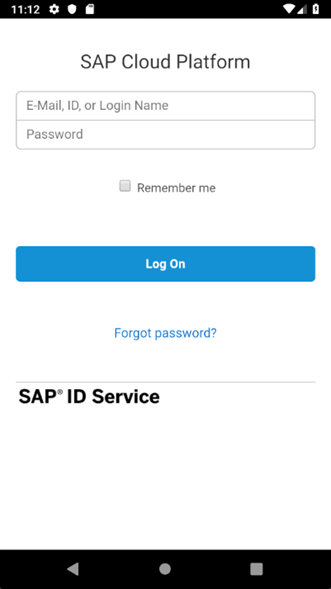 11:12
SAP Cloud Platform
E-Mail, ID, or Login Name
Password
Remember me
Log On
Forgot password?
SAP® ID Service